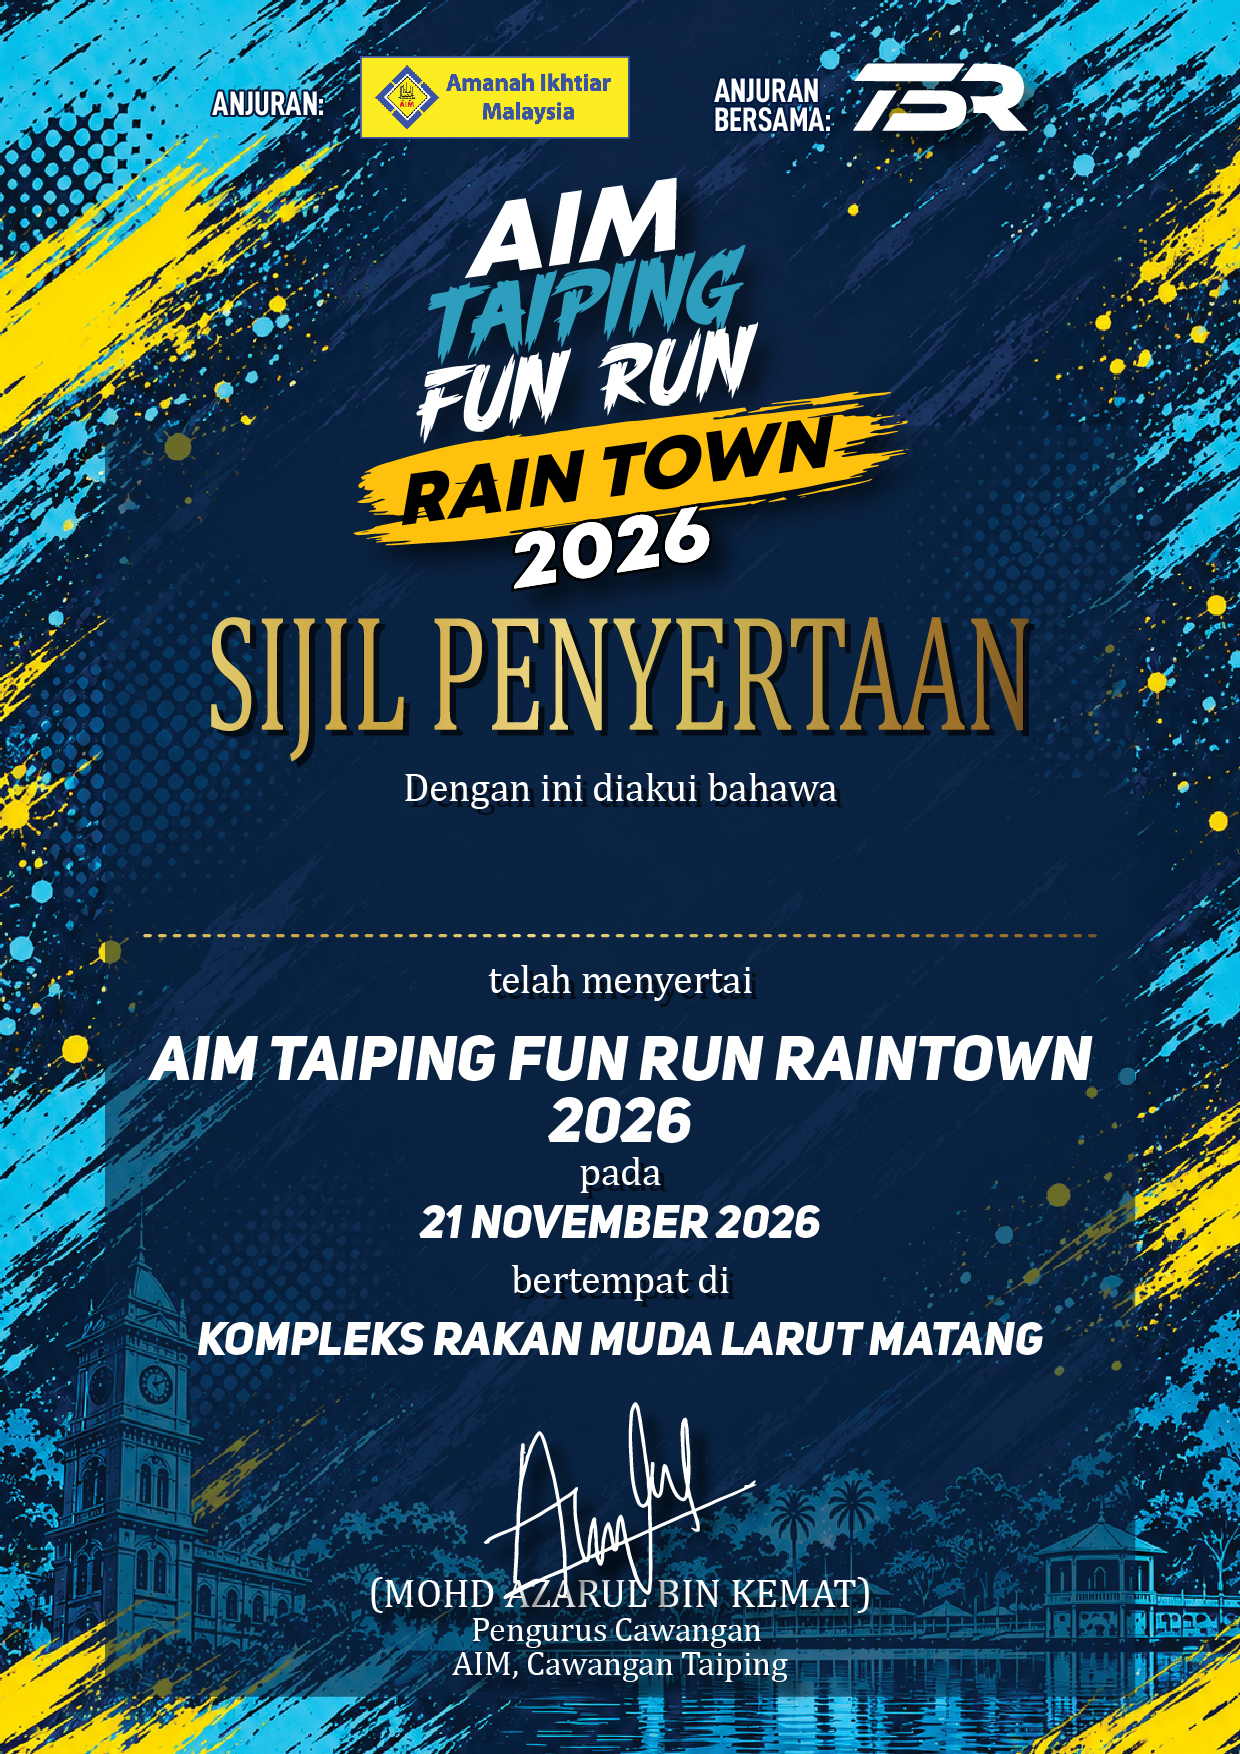 ANJURAN:
Amanah Ikhtiar
Malaysia
AIM
ANJURAN
BERSAMA:
TSR
AIM
TAIPING
FUN RUN
RAIN TOWN
2026
SIJIL PENYERTAAN
Dengan ini diakui bahawa
telah menyertai
AIM TAIPING FUN RUN RAINTOWN
2026
pada
21 NOVEMBER 2026
bertempat di
KOMPLEKS RAKAN MUDA LARUT MATANG
(MOHD AZARUL BIN KEMAT)
Pengurus Cawangan
AIM, Cawangan Taiping